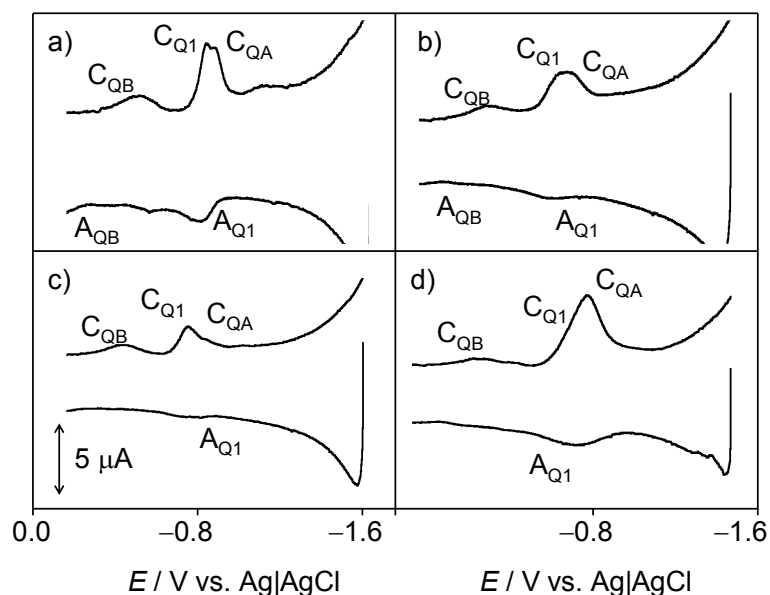 a)
C_QB
C_Q1
C_QA
A_QB
A_Q1
b)
C_QB
C_Q1
C_QA
A_QB
A_Q1
c)
C_QB
C_Q1
C_QA
A_Q1
5 μA
d)
C_QB
C_Q1
C_QA
A_Q1
0.0 −0.8 −1.6 −0.8 −1.6
E / V vs. Ag|AgCl
E / V vs. Ag|AgCl